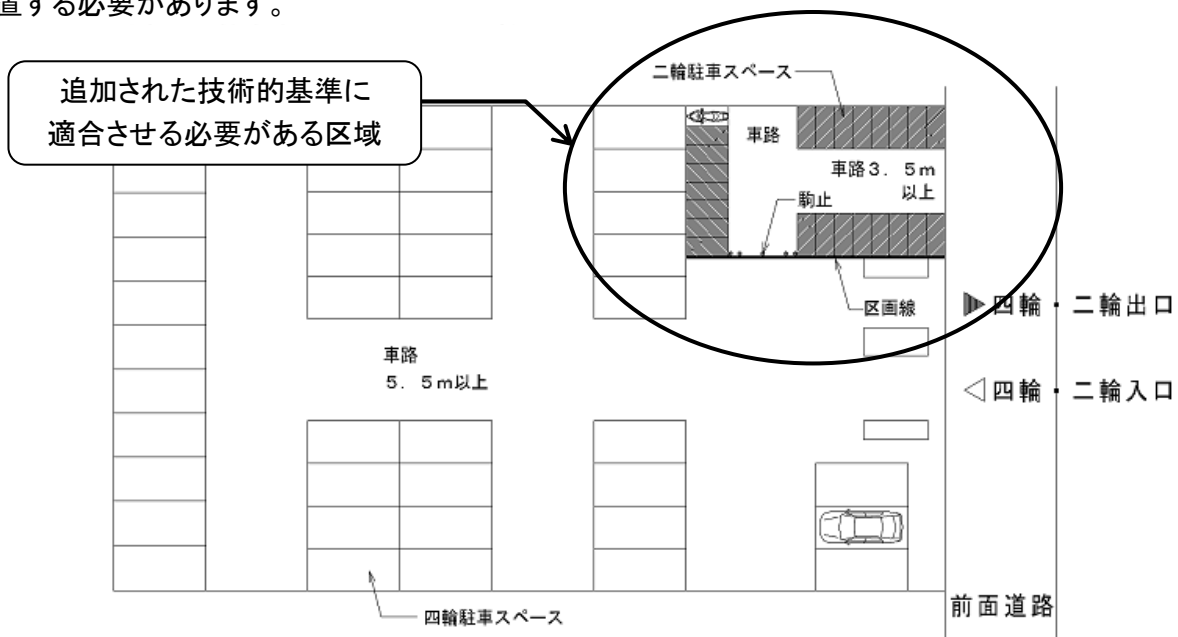 置する必要があります。
追加された技術的基準に
適合させる必要がある区域
二輪駐車スペース
車路
車路3．5m
以上
駒止
区画線
四輪・二輪出口
車路
5．5m以上
四輪・二輪入口
前面道路
四輪駐車スペース